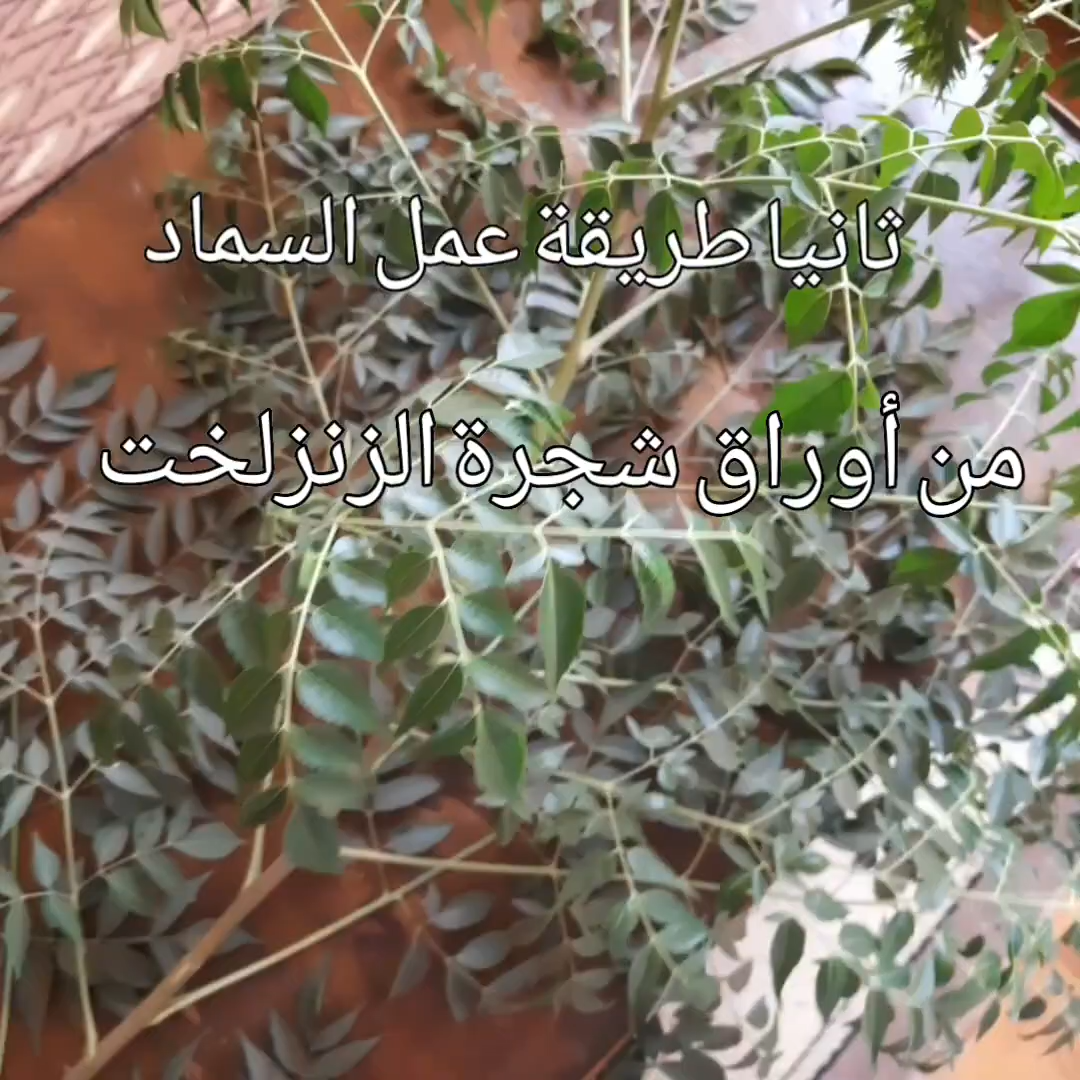 ثانيا طريقة عمل السماد
من أوراق شجرة الزنزلخت